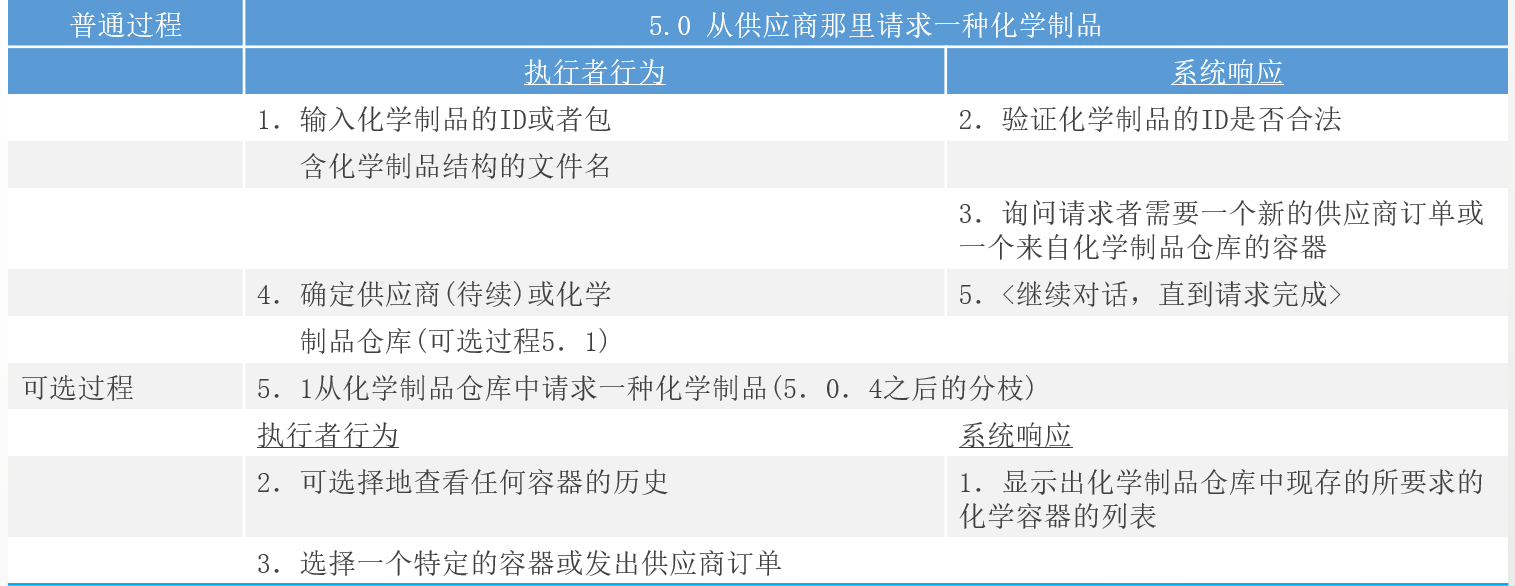 普通过程 5.0 从供应商那里请求一种化学制品
执行者行为 系统响应
1. 输入化学制品的ID或者包 2. 验证化学制品的ID是否合法
含化学制品结构的文件名
3. 询问请求者需要一个新的供应商订单或
一个来自化学制品仓库的容器
4. 确定供应商(待续)或化学 5. <继续对话，直到请求完成>
制品仓库(可选过程5. 1)
可选过程 5. 1从化学制品仓库中请求一种化学制品(5. 0. 4之后的分枝)
执行者行为 系统响应
2. 可选择地查看任何容器的历史 1. 显示出化学制品仓库中现存的所要求的
化学容器的列表
3. 选择一个特定的容器或发出供应商订单